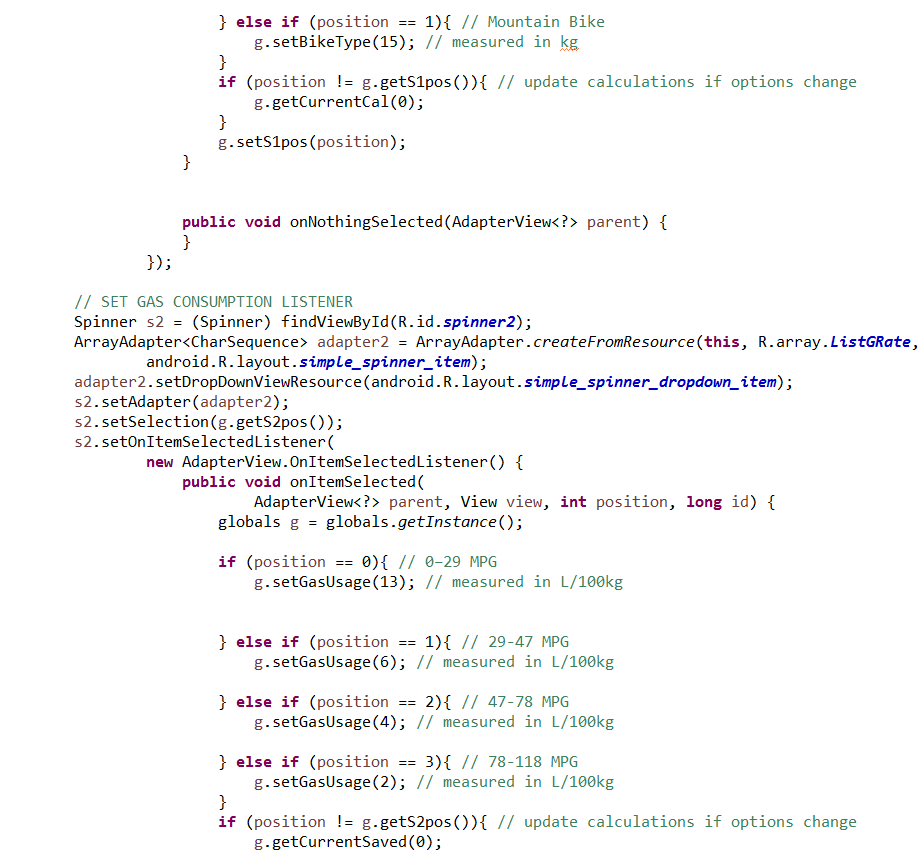 } else if (position == 1){ // Mountain Bike
g.setBikeType(15); // measured in kg
}
if (position != g.getS1pos()){ // update calculations if options change
g.getCurrentCal(0);
}
g.setS1pos(position);
}
public void onNothingSelected(AdapterView<?> parent) {
}
});
// SET GAS CONSUMPTION LISTENER
Spinner s2 = (Spinner) findViewById(R.id.spinner2);
ArrayAdapter<CharSequence> adapter2 = ArrayAdapter.createFromResource(this, R.array.ListGRate,
android.R.layout.simple_spinner_item);
adapter2.setDropDownViewResource(android.R.layout.simple_spinner_dropdown_item);
s2.setAdapter(adapter2);
s2.setSelection(g.getS2pos());
s2.setOnItemSelectedListener(
new AdapterView.OnItemSelectedListener() {
public void onItemSelected(
AdapterView<?> parent, View view, int position, long id) {
globals g = globals.getInstance();
if (position == 0){ // 0–29 MPG
g.setGasUsage(13); // measured in L/100kg
} else if (position == 1){ // 29-47 MPG
g.setGasUsage(6); // measured in L/100kg
} else if (position == 2){ // 47-78 MPG
g.setGasUsage(4); // measured in L/100kg
} else if (position == 3){ // 78-118 MPG
g.setGasUsage(2); // measured in L/100kg
}
if (position != g.getS2pos()){ // update calculations if options change
g.getCurrentSaved(0);